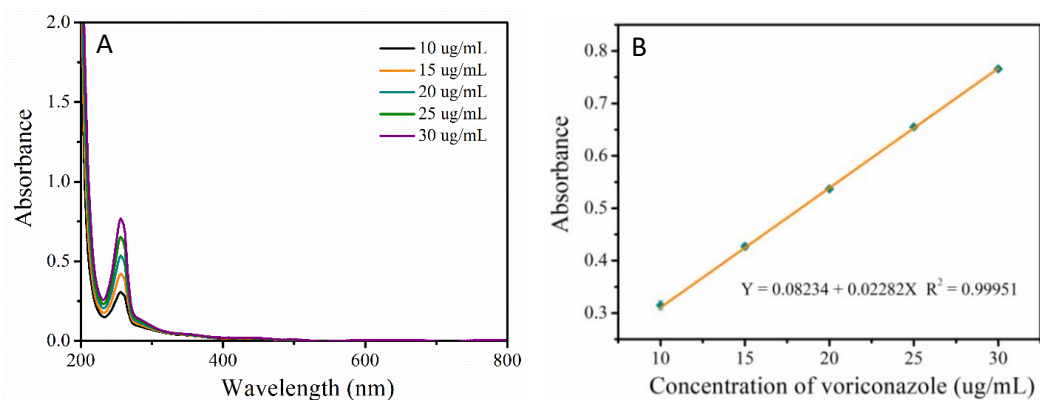 A
2.0
1.5
1.0
0.5
0.0
Absorbance
10 ug/mL
15 ug/mL
20 ug/mL
25 ug/mL
30 ug/mL
200
400
600
800
Wavelength (nm)
B
0.8
0.7
0.6
0.5
0.4
0.3
Absorbance
Y = 0.08234 + 0.02282X R² = 0.99951
10
15
20
25
30
Concentration of voriconazole (ug/mL)